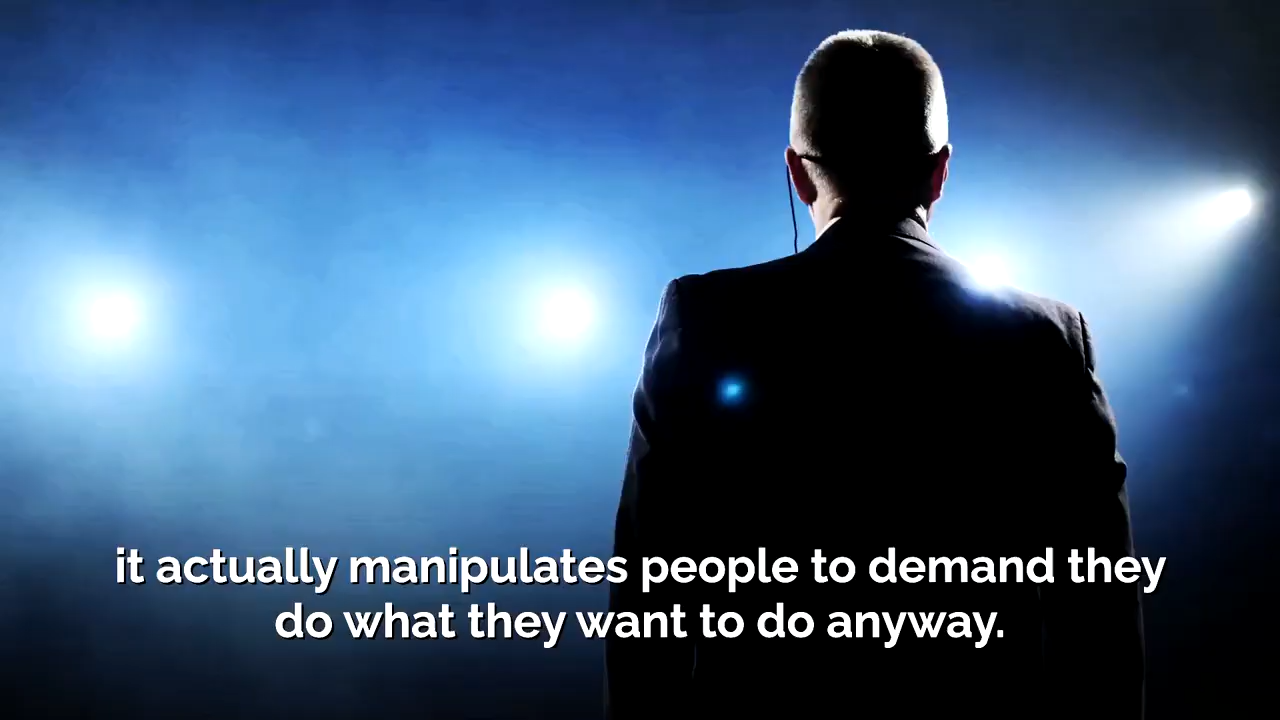 it actually manipulates people to demand they
do what they want to do anyway.